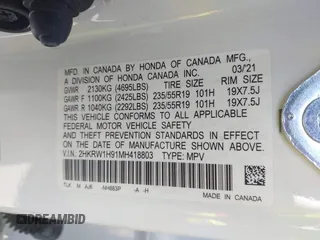 MFD. IN CANADA BY HONDA OF CANADA MFG.,
A DIVISION OF HONDA CANADA INC. 03/21
GVWR 2130KG (4695LBS) TIRE SIZE RIM SIZE
GAWR F 1100KG (2425LBS) 235/55R19 101H 19X7.5J
GAWR R 1040KG (2292LBS) 235/55R19 101H 19X7.5J
THIS VEHICLE CONFORMS TO ALL APPLICABLE
FEDERAL MOTOR VEHICLE SAFETY AND THEFT PREVENTION
STANDARDS IN EFFECT ON THE DATE OF MANUFACTURE SHOWN ABOVE.
V.I.N. 2HKRW1H91MH418803 TYPE: MPV
NH883P -A -H
MADE IN CANADA
DREAMBID